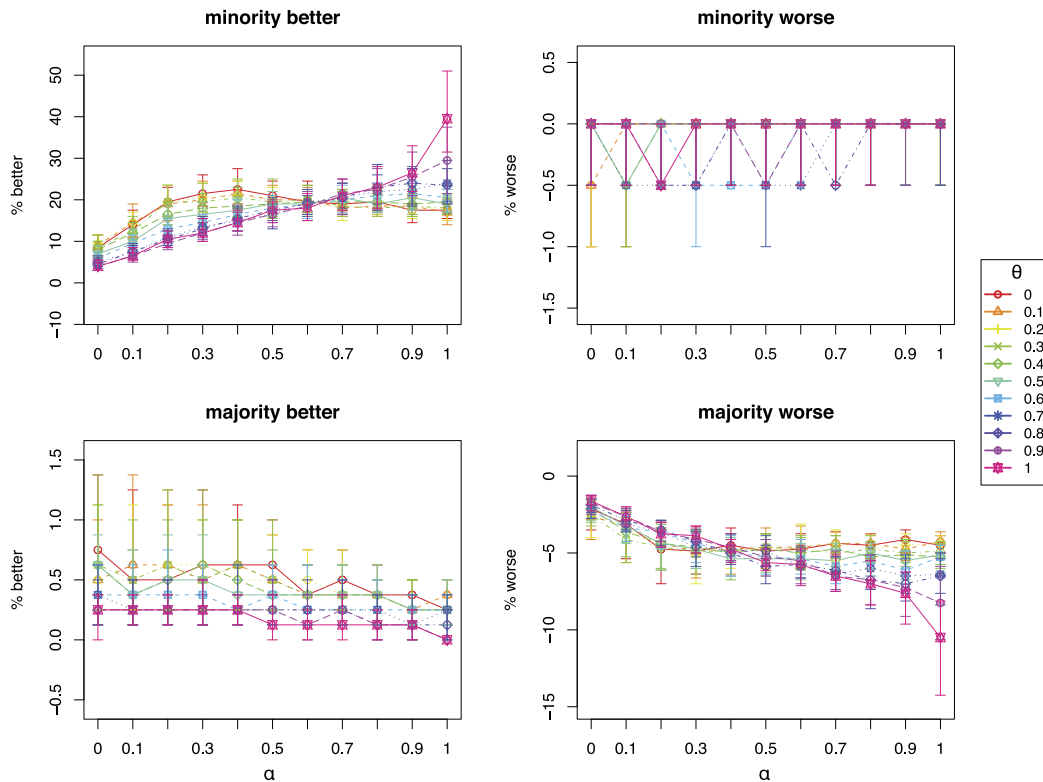 minority better
% better
50
40
30
20
10
0
−10
0 0.1 0.3 0.5 0.7 0.9 1
minority worse
% worse
0.5
0.0
−0.5
−1.0
−1.5
0 0.1 0.3 0.5 0.7 0.9 1
θ
0
0.1
0.2
0.3
0.4
0.5
0.6
0.7
0.8
0.9
1
majority better
% better
1.5
1.0
0.5
0.0
−0.5
0 0.1 0.3 0.5 0.7 0.9 1
α
majority worse
% worse
0
−5
−10
−15
0 0.1 0.3 0.5 0.7 0.9 1
α